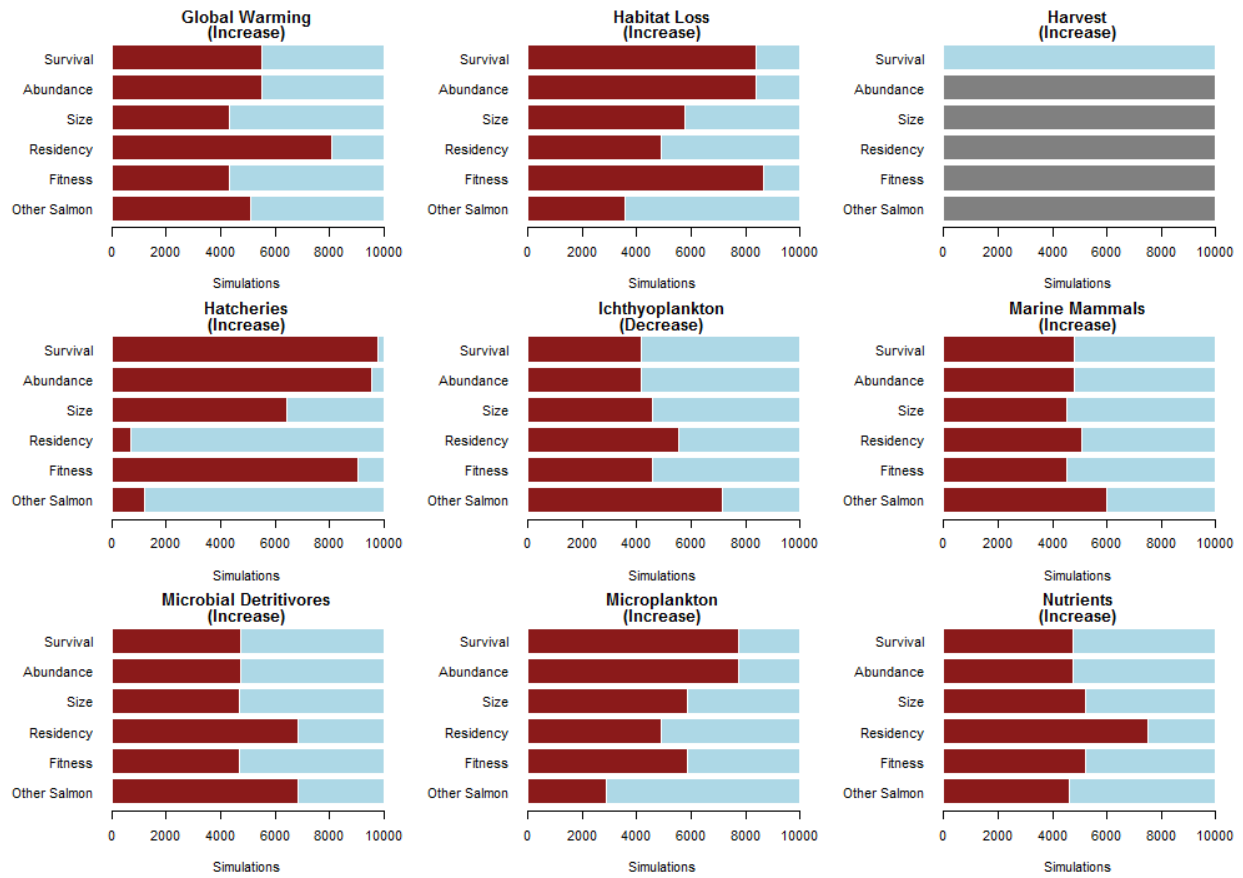 Global Warming
(Increase)
Survival
Abundance
Size
Residency
Fitness
Other Salmon
0 2000 4000 6000 8000 10000
Simulations
Habitat Loss
(Increase)
Survival
Abundance
Size
Residency
Fitness
Other Salmon
0 2000 4000 6000 8000 10000
Simulations
Harvest
(Increase)
Survival
Abundance
Size
Residency
Fitness
Other Salmon
0 2000 4000 6000 8000 10000
Simulations
Hatcheries
(Increase)
Survival
Abundance
Size
Residency
Fitness
Other Salmon
0 2000 4000 6000 8000 10000
Simulations
Ichthyoplankton
(Decrease)
Survival
Abundance
Size
Residency
Fitness
Other Salmon
0 2000 4000 6000 8000 10000
Simulations
Marine Mammals
(Increase)
Survival
Abundance
Size
Residency
Fitness
Other Salmon
0 2000 4000 6000 8000 10000
Simulations
Microbial Detritivores
(Increase)
Survival
Abundance
Size
Residency
Fitness
Other Salmon
0 2000 4000 6000 8000 10000
Simulations
Microplankton
(Increase)
Survival
Abundance
Size
Residency
Fitness
Other Salmon
0 2000 4000 6000 8000 10000
Simulations
Nutrients
(Increase)
Survival
Abundance
Size
Residency
Fitness
Other Salmon
0 2000 4000 6000 8000 10000
Simulations